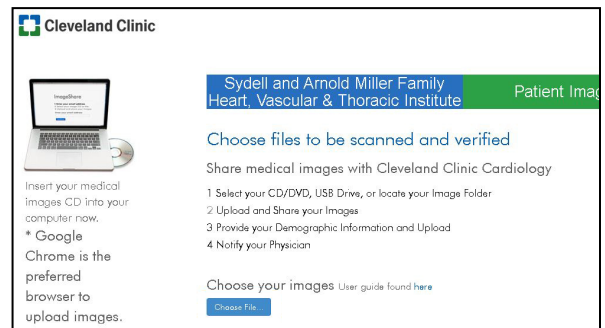 Cleveland Clinic
ImageShare
Insert your medical
images CD into your
computer now.
* Google
Chrome is the
preferred
browser to
upload images.
Sydell and Arnold Miller Family
Heart, Vascular & Thoracic Institute
Patient Imag
Choose files to be scanned and verified
Share medical images with Cleveland Clinic Cardiology
1 Select your CD/DVD, USB Drive, or locate your Image Folder
2 Upload and Share your Images
3 Provide your Demographic Information and Upload
4 Notify your Physician
Choose your images User guide found here
Choose File...